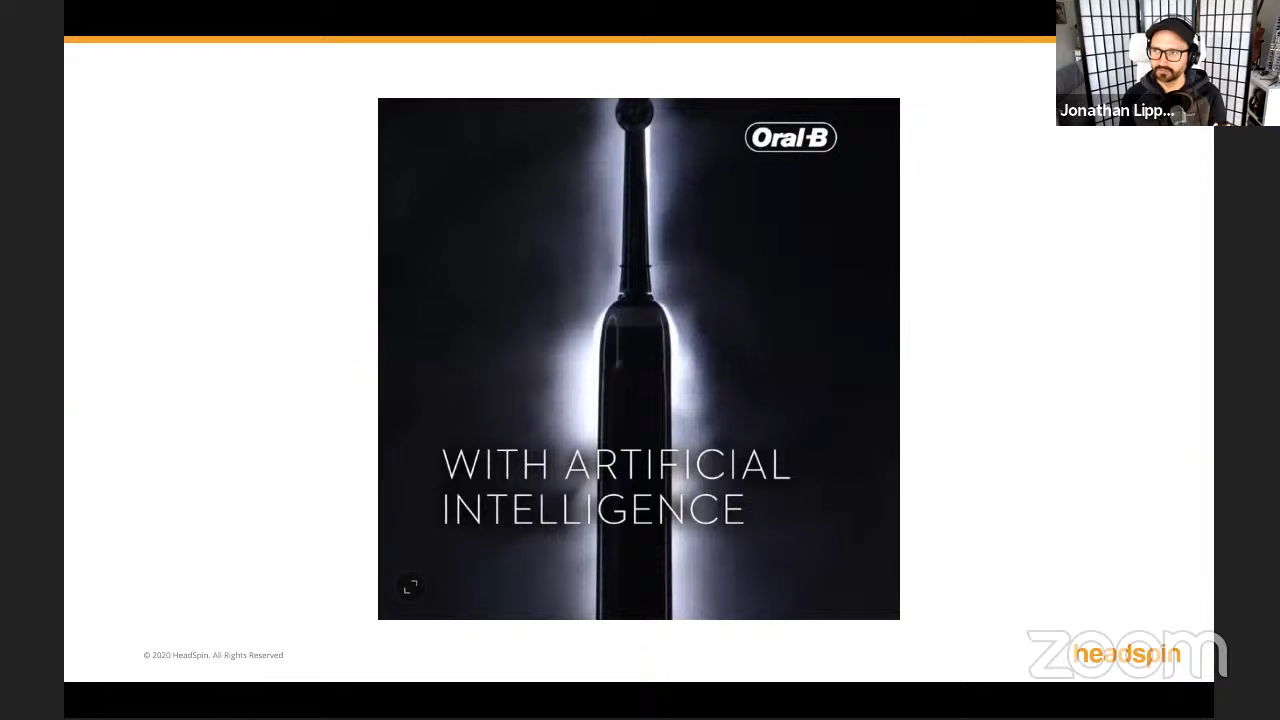 Jonathan Lipp...
Oral-B
WITH ARTIFICIAL
INTELLIGENCE
© 2020 HeadSpin. All Rights Reserved
headspin
zoom